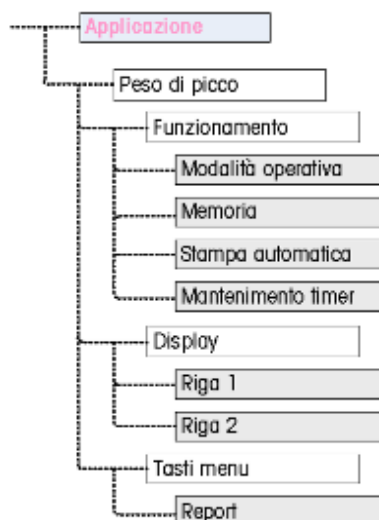 Applicazione
Peso di picco
Funzionamento
Modalità operativa
Memoria
Stampa automatica
Mantenimento timer
Display
Riga 1
Riga 2
Tasti menu
Report